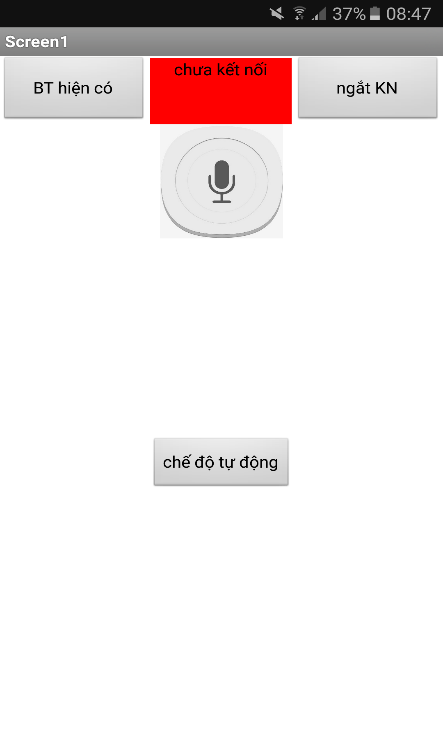 37% 08:47
Screen1
BT hiện có
chưa kết nối
ngắt KN
chế độ tự động